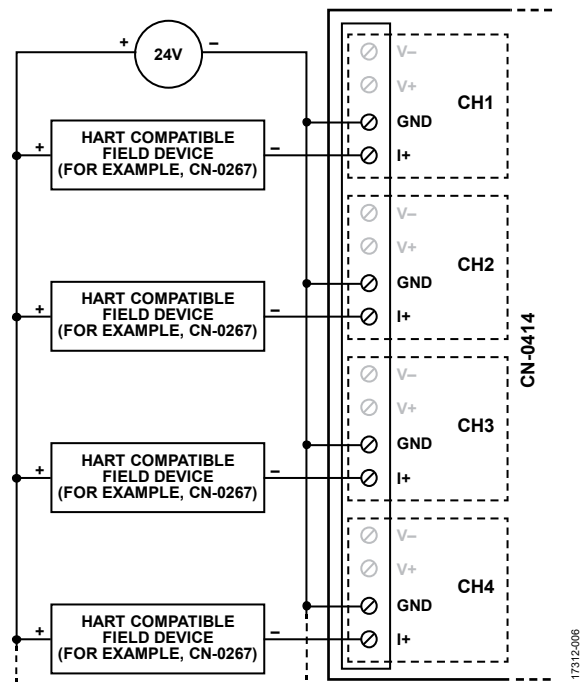 + 24V –
V–
V+
CH1
GND
I+
+ HART COMPATIBLE –
FIELD DEVICE
(FOR EXAMPLE, CN-0267)
V–
V+
CH2
GND
I+
+ HART COMPATIBLE –
FIELD DEVICE
(FOR EXAMPLE, CN-0267)
CN-0414
V–
V+
CH3
GND
I+
+ HART COMPATIBLE –
FIELD DEVICE
(FOR EXAMPLE, CN-0267)
V–
V+
CH4
GND
I+
+ HART COMPATIBLE –
FIELD DEVICE
(FOR EXAMPLE, CN-0267)
17312-006